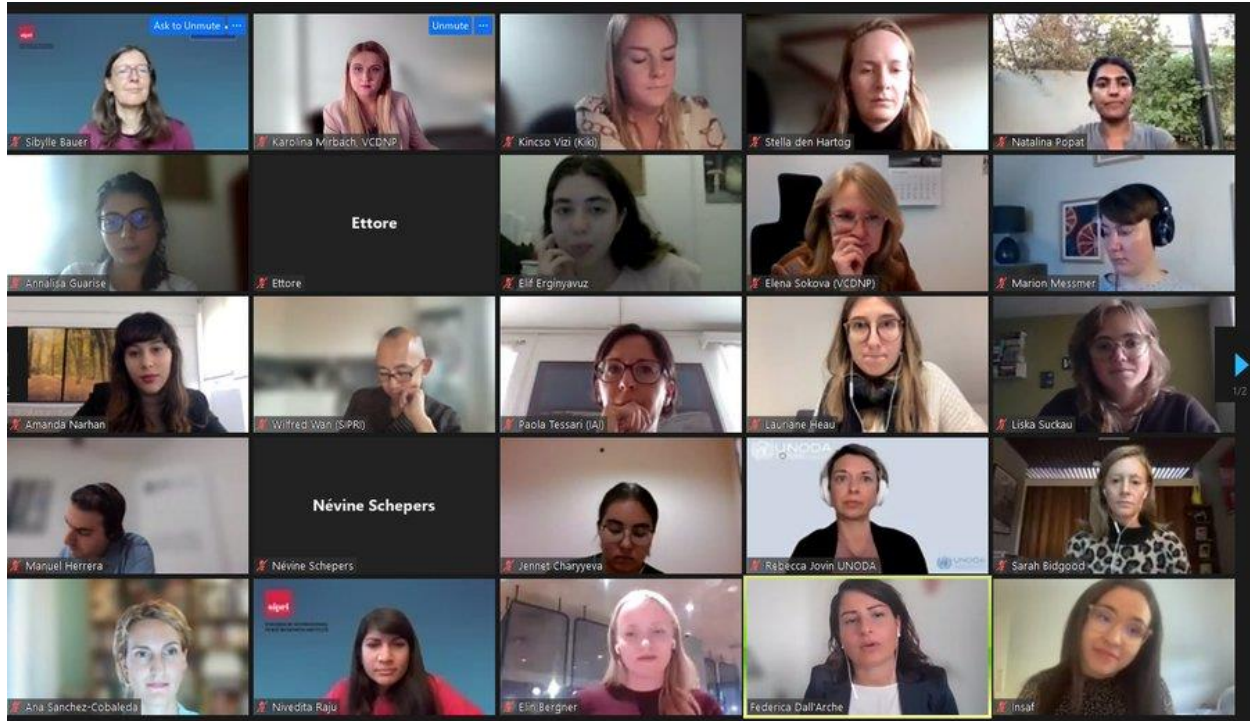 sipri
Ask to Unmute
Unmute
Sibylle Bauer
Karolina Mirbach, VCDNP
Kincso Vizi (Kiki)
Stella den Hartog
Natalina Popat
Annalisa Guarise
Ettore
Ettore
Elif Erginyavuz
Elena Sokova (VCDNP)
Marion Messmer
Amanda Narhan
Wilfred Wan (SIPRI)
Paola Tessari (IAI)
Lauriane Heau
Liska Suckau
1/2
UNODA
Névine Schepers
Manuel Herrera
Névine Schepers
Jennet Charyyeva
Rebecca Jovin UNODA
UNODA
Sarah Bidgood
sipri
Ana Sanchez-Cobaleda
Nivedita Raju
Elin Bergner
Federica Dall'Arche
Insaf